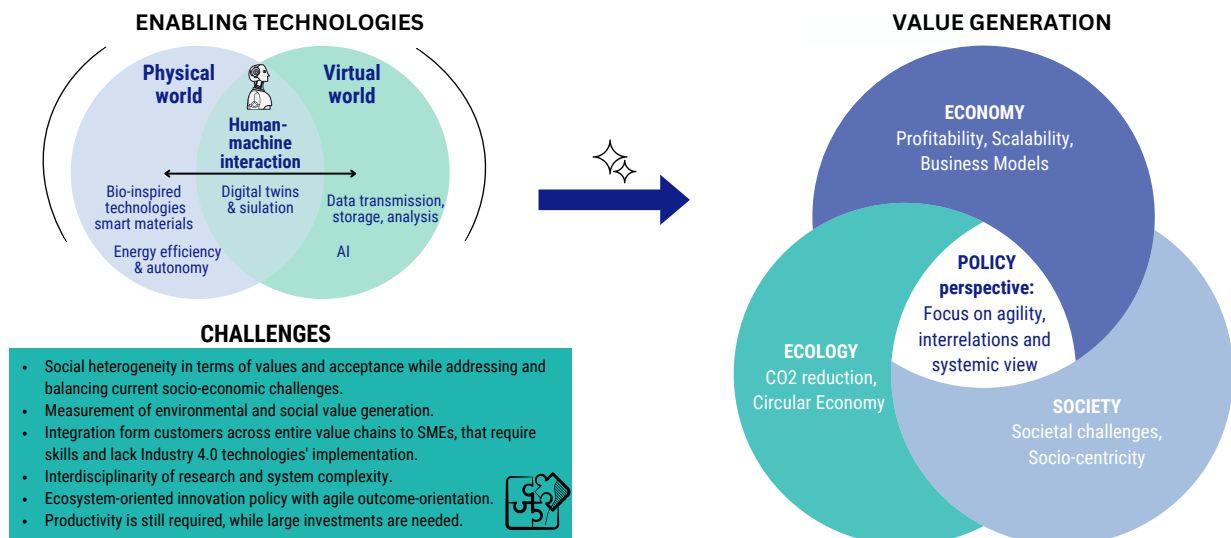 ENABLING TECHNOLOGIES
Physical
world
Virtual
world
Human-
machine
interaction
Bio-inspired
technologies
smart materials
Energy efficiency
& autonomy
Digital twins
& siulation
Data transmission,
storage, analysis
AI
CHALLENGES
• Social heterogeneity in terms of values and acceptance while addressing and
balancing current socio-economic challenges.
• Measurement of environmental and social value generation.
• Integration form customers across entire value chains to SMEs, that require
skills and lack Industry 4.0 technologies' implementation.
• Interdisciplinarity of research and system complexity.
• Ecosystem-oriented innovation policy with agile outcome-orientation.
• Productivity is still required, while large investments are needed.
VALUE GENERATION
ECONOMY
Profitability, Scalability,
Business Models
POLICY
perspective:
Focus on agility,
interrelations and
systemic view
ECOLOGY
CO2 reduction,
Circular Economy
SOCIETY
Societal challenges,
Socio-centricity